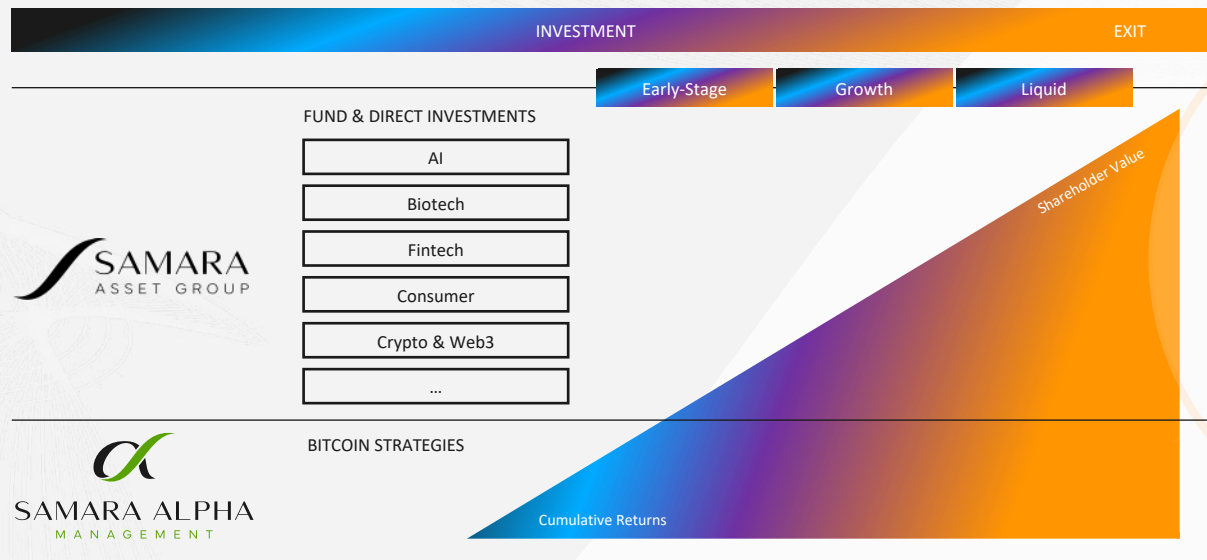 INVESTMENT
EXIT
Early-Stage
Growth
Liquid
FUND & DIRECT INVESTMENTS
AI
Biotech
Fintech
Consumer
Crypto & Web3
...
Shareholder Value
SAMARA
ASSET GROUP
BITCOIN STRATEGIES
SAMARA ALPHA
MANAGEMENT
Cumulative Returns